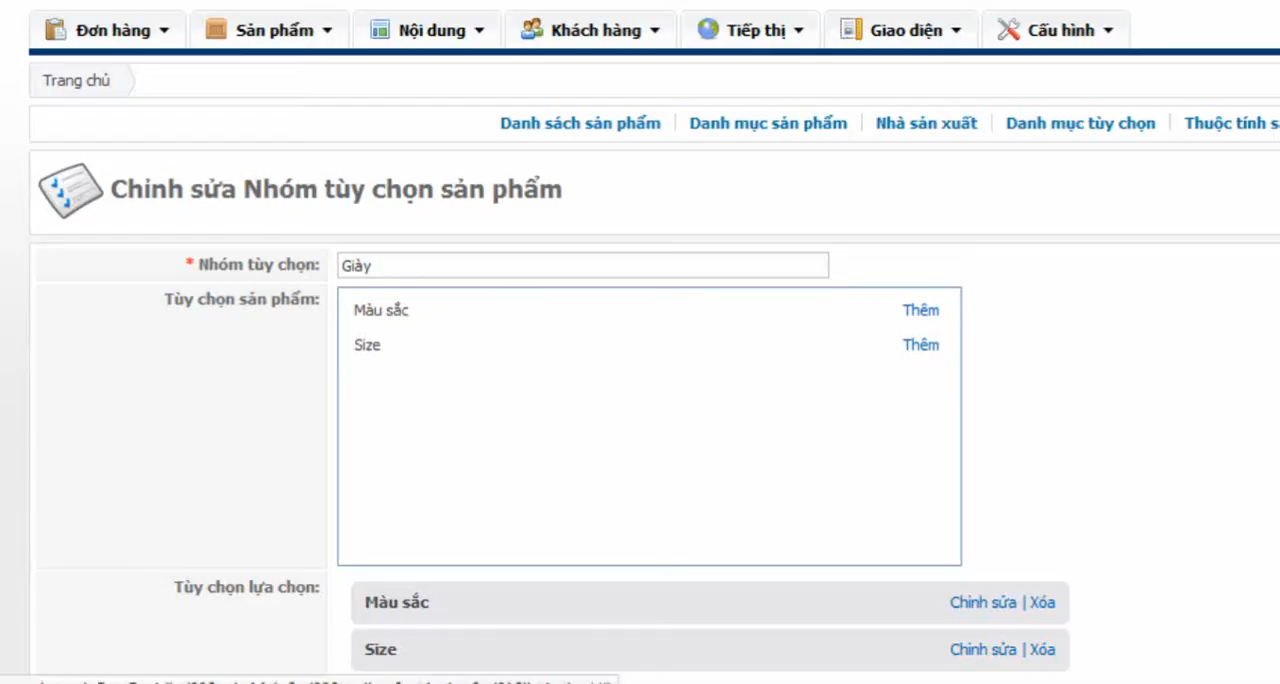 Đơn hàng Sản phẩm Nội dung Khách hàng Tiếp thị Giao diện Cấu hình
Trang chủ
Danh sách sản phẩm Danh mục sản phẩm Nhà sản xuất Danh mục tùy chọn Thuộc tính
Chỉnh sửa Nhóm tùy chọn sản phẩm
* Nhóm tùy chọn: Giày
Tùy chọn sản phẩm:
Màu sắc Thêm
Size Thêm
Tùy chọn lựa chọn:
Màu sắc Chỉnh sửa | Xóa
Size Chỉnh sửa | Xóa